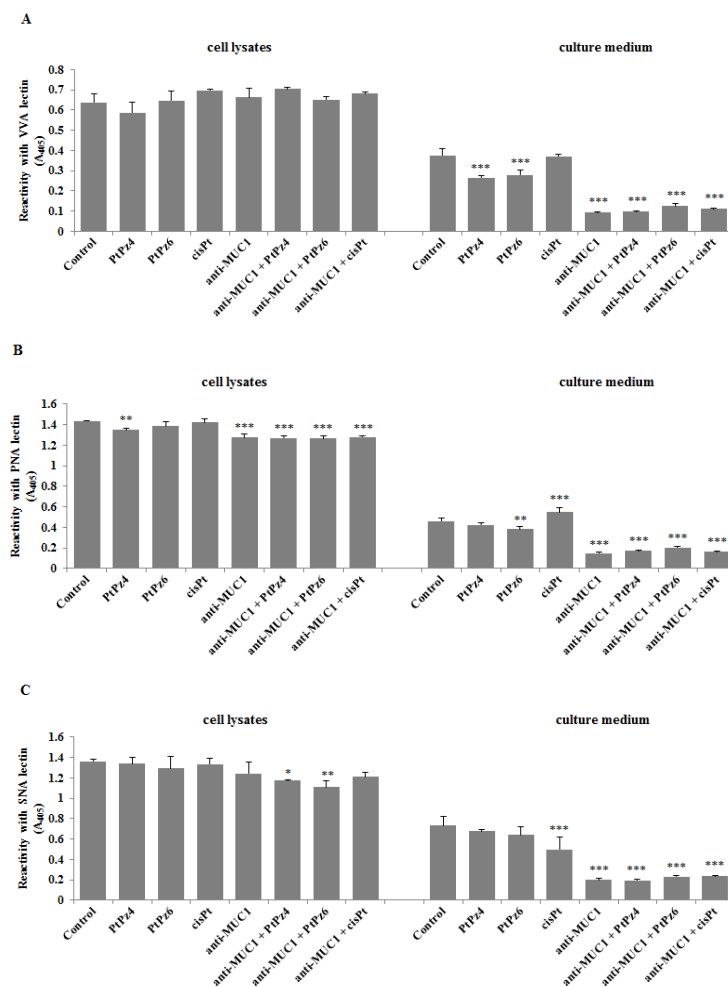 A
cell lysates
culture medium
Reactivity with VVA lectin
(A405)
0.8
0.7
0.6
0.5
0.4
0.3
0.2
0.1
0
*** *** *** *** *** ***
Control PtPz4 PtPz6 cisPt anti-MUC1 anti-MUC1 + PtPz4 anti-MUC1 + PtPz6 anti-MUC1 + cisPt
Control PtPz4 PtPz6 cisPt anti-MUC1 anti-MUC1 + PtPz4 anti-MUC1 + PtPz6 anti-MUC1 + cisPt
B
cell lysates
culture medium
Reactivity with PNA lectin
(A405)
1.6
1.4
1.2
1
0.8
0.6
0.4
0.2
0
** *** *** *** ***
** *** *** *** *** ***
Control PtPz4 PtPz6 cisPt anti-MUC1 anti-MUC1 + PtPz4 anti-MUC1 + PtPz6 anti-MUC1 + cisPt
Control PtPz4 PtPz6 cisPt anti-MUC1 anti-MUC1 + PtPz4 anti-MUC1 + PtPz6 anti-MUC1 + cisPt
C
cell lysates
culture medium
Reactivity with SNA lectin
(A405)
1.6
1.4
1.2
1
0.8
0.6
0.4
0.2
0
* **
*** *** *** *** ***
Control PtPz4 PtPz6 cisPt anti-MUC1 anti-MUC1 + PtPz4 anti-MUC1 + PtPz6 anti-MUC1 + cisPt
Control PtPz4 PtPz6 cisPt anti-MUC1 anti-MUC1 + PtPz4 anti-MUC1 + PtPz6 anti-MUC1 + cisPt